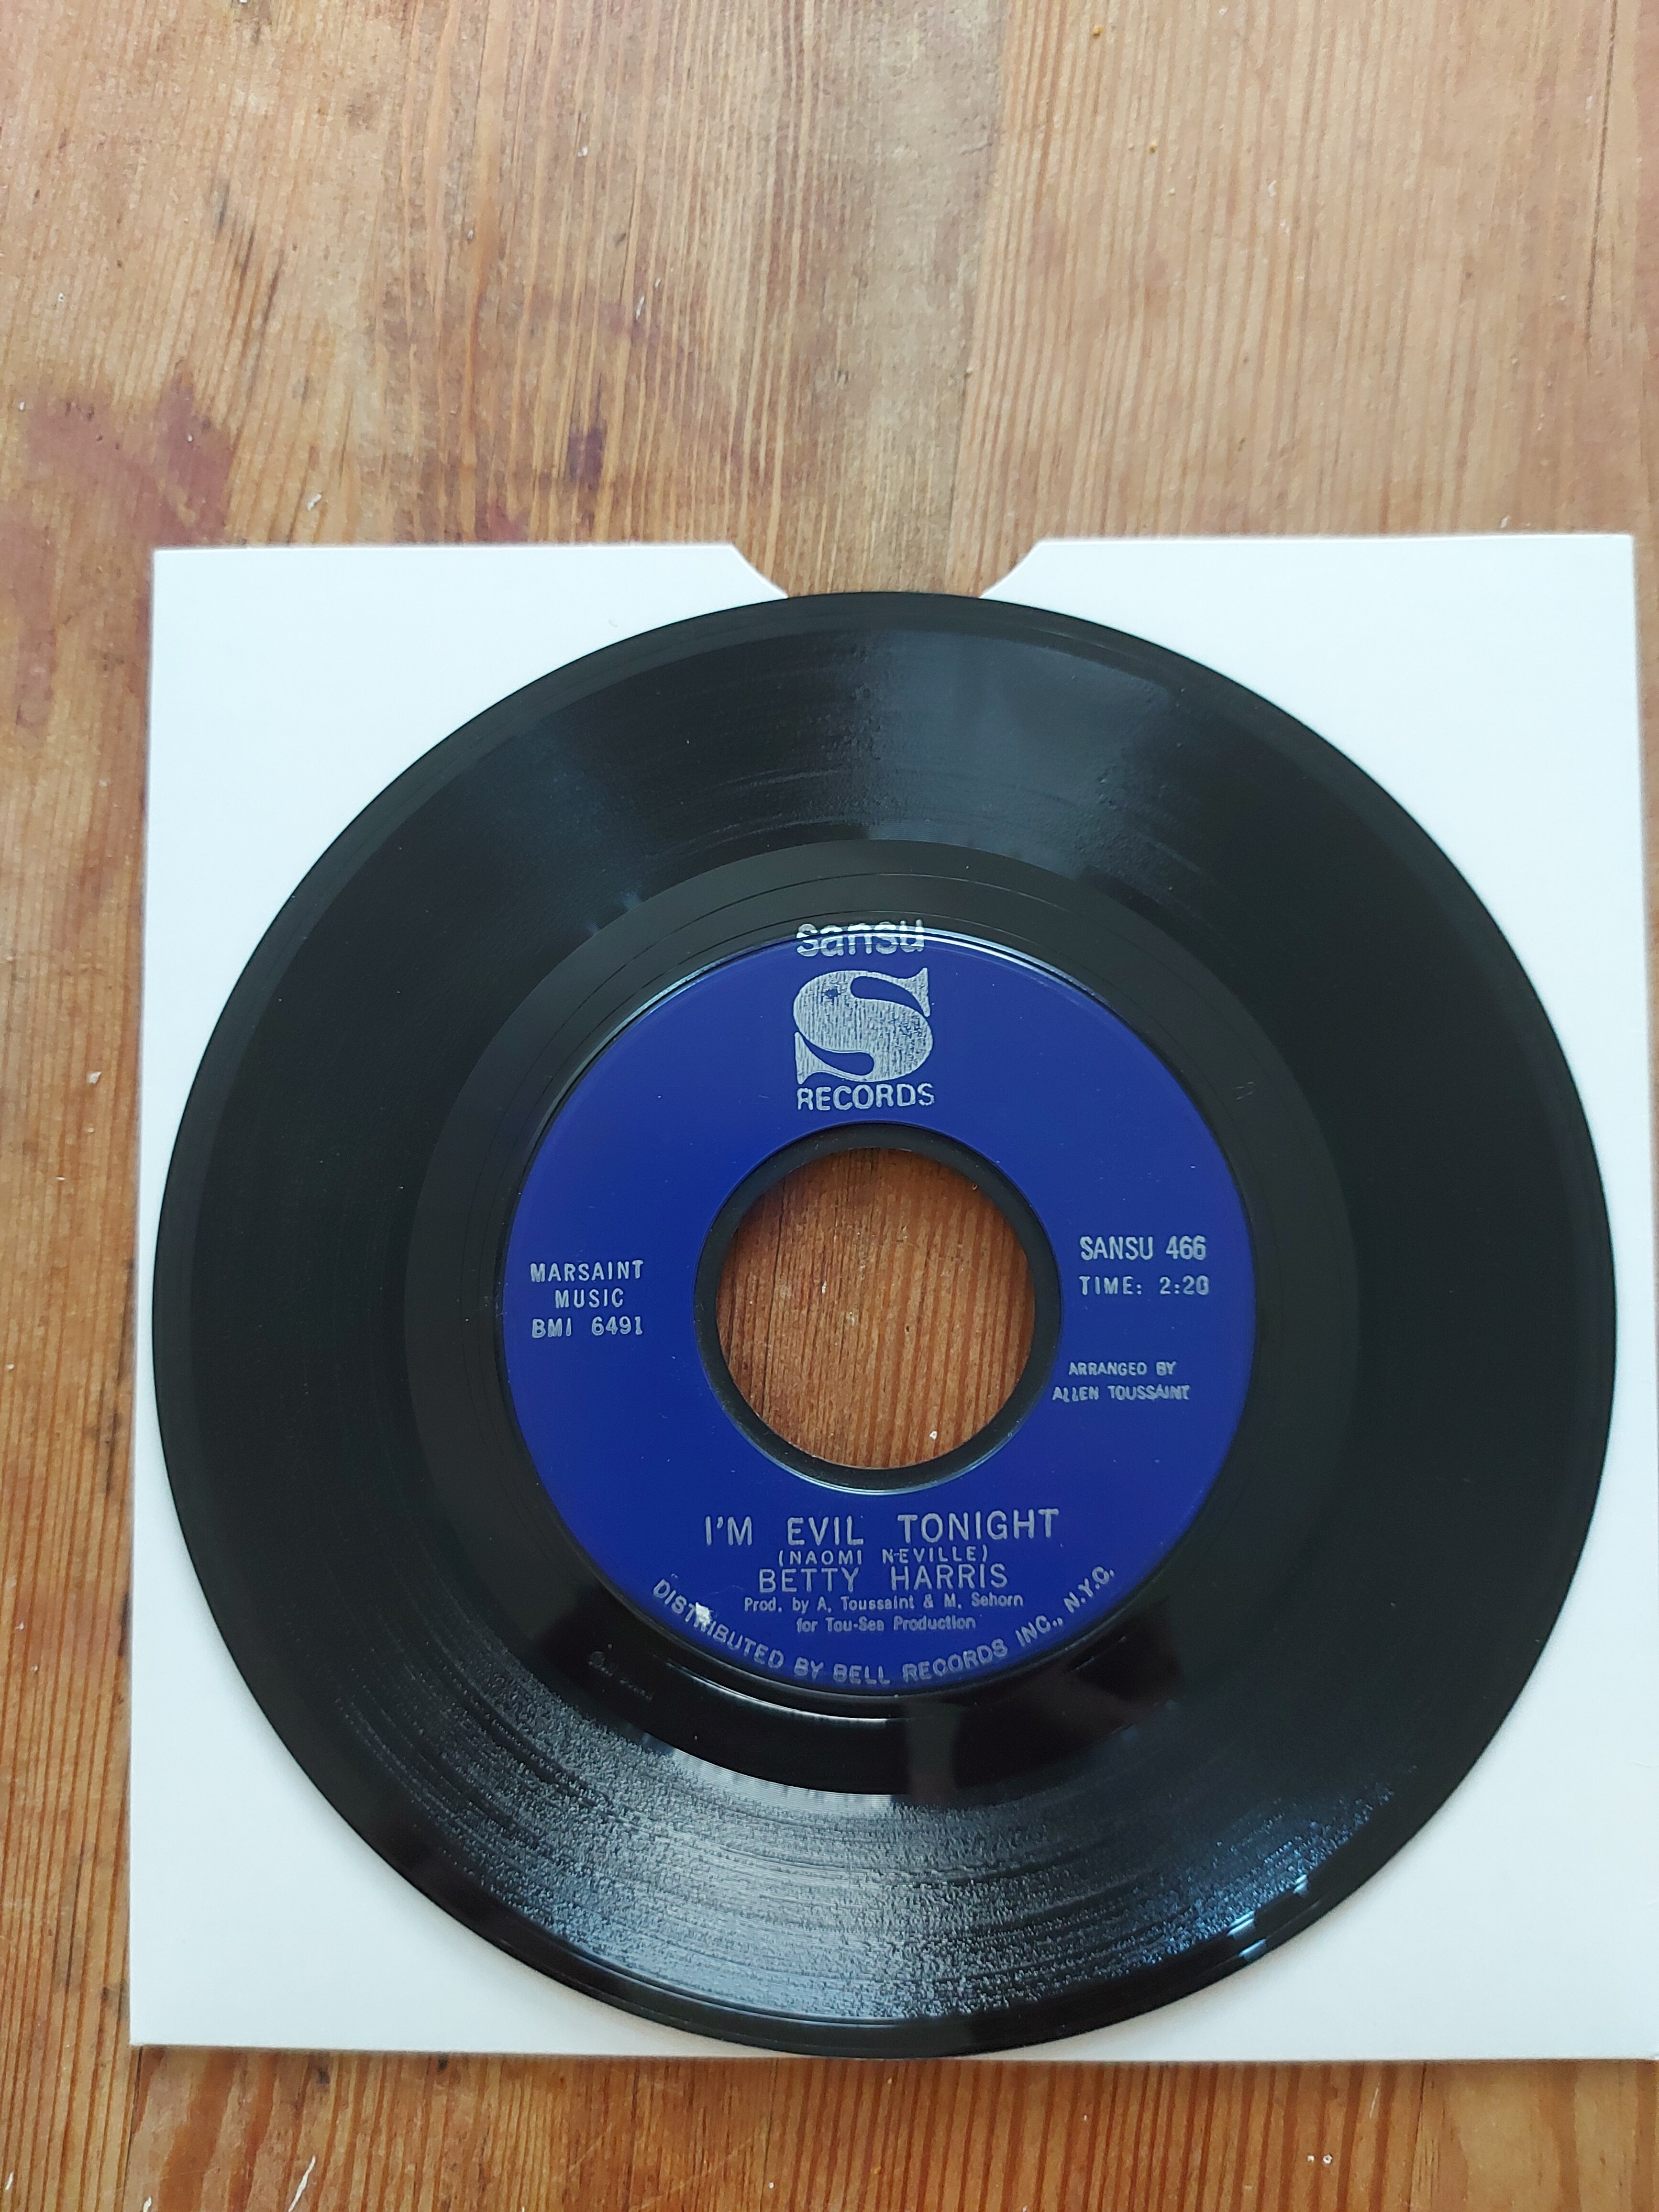 sansu
S
RECORDS
MARSAINT
MUSIC
BMI 6491
SANSU 466
TIME: 2:20
ARRANGED BY
ALLEN TOUSSAINT
I'M EVIL TONIGHT
(NAOMI NEVILLE)
BETTY HARRIS
Prod. by A. Toussaint & M. Sehorn
for Tou-Sea Production
DISTRIBUTED BY BELL RECORDS INC., N.Y.C.